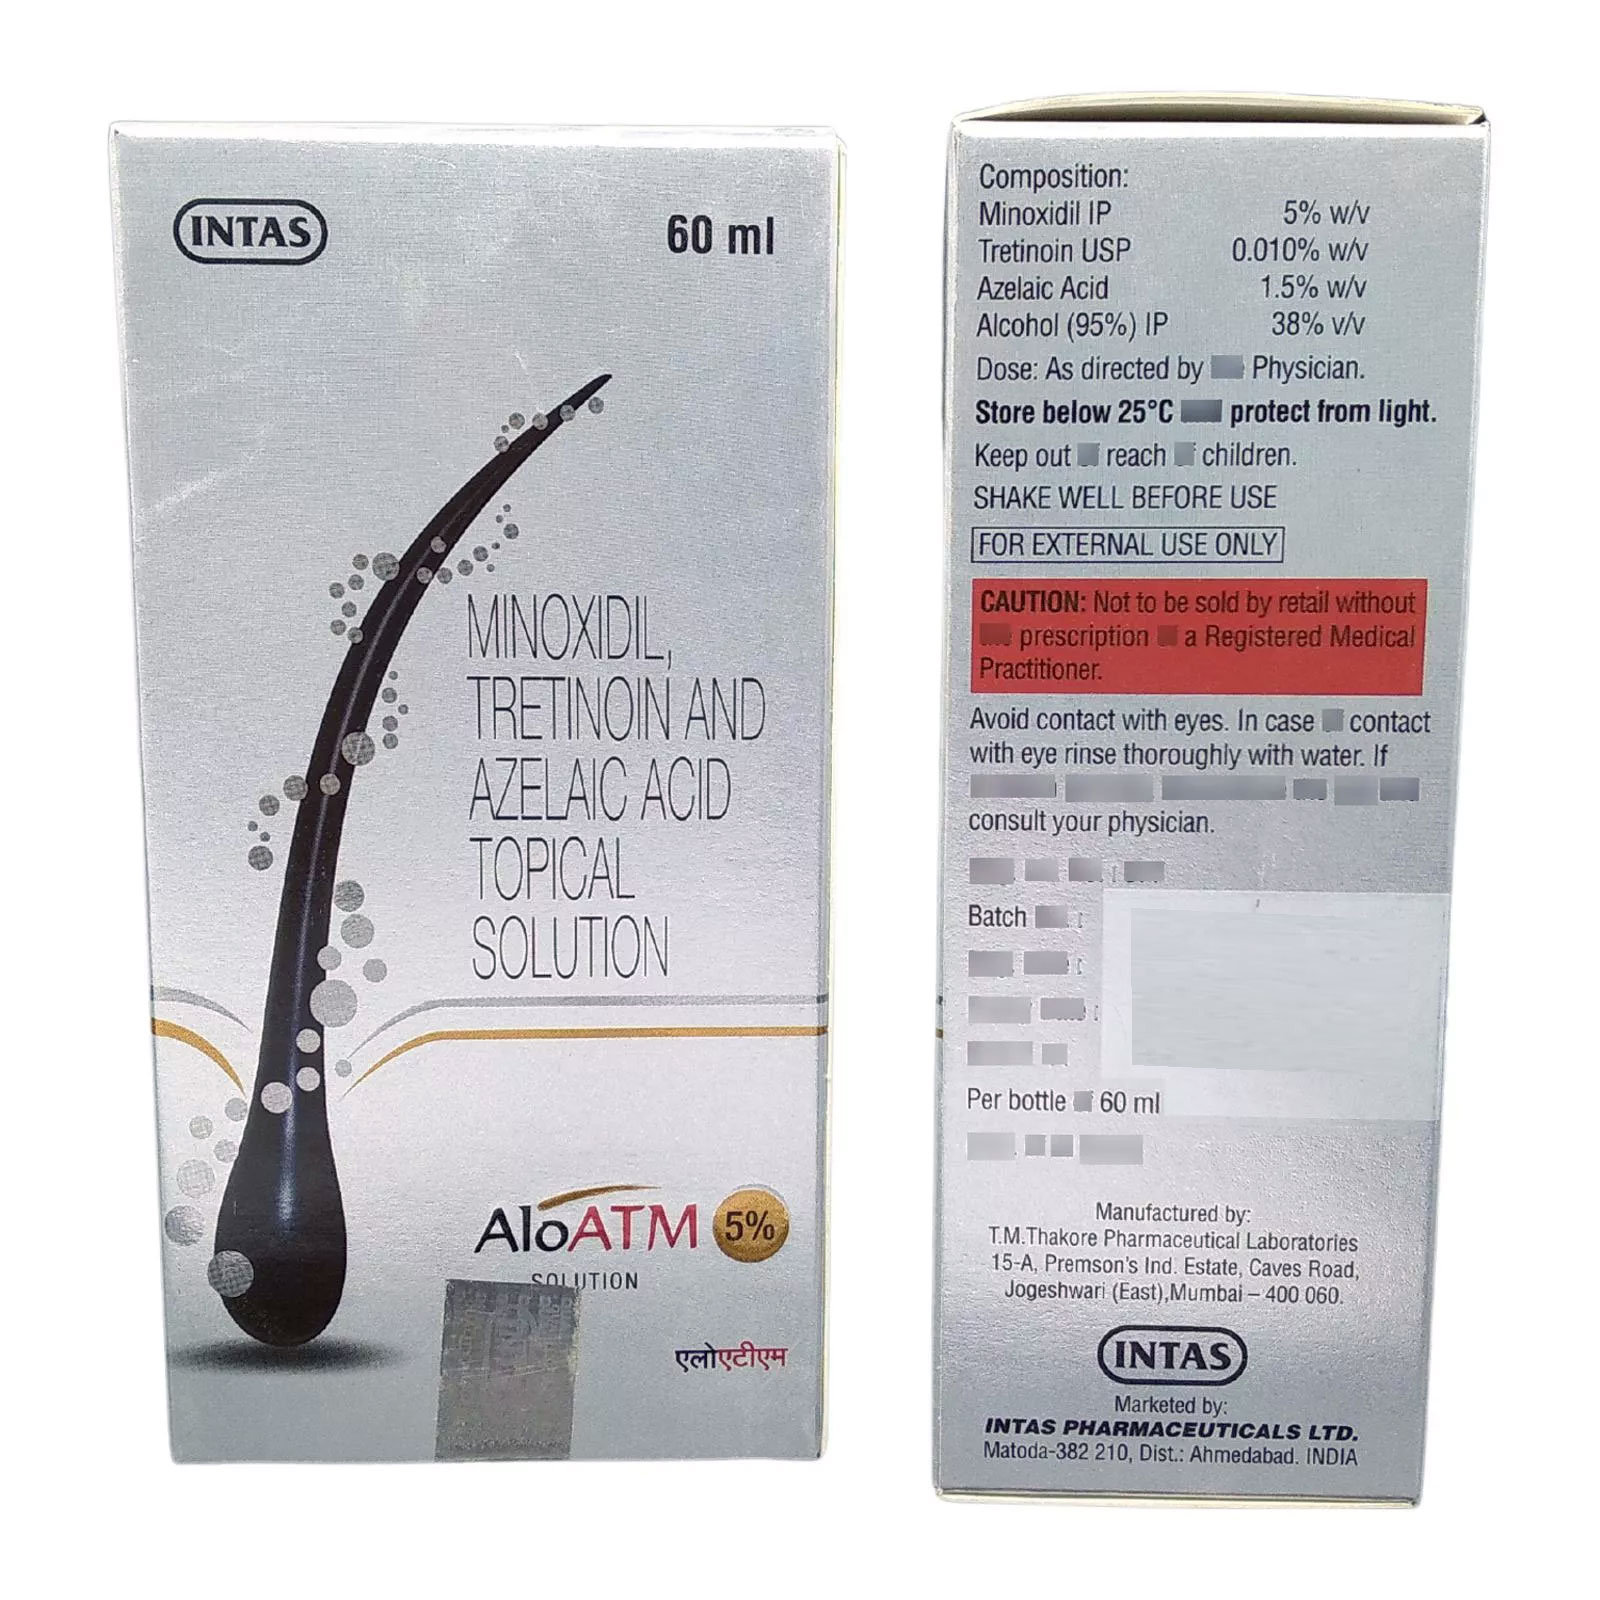 INTAS
60 ml
MINOXIDIL,
TRETINOIN AND
AZELAIC ACID
TOPICAL
SOLUTION
AloATM 5%
SOLUTION
एलोएटीएम
Composition:
Minoxidil IP 5% w/v
Tretinoin USP 0.010% w/v
Azelaic Acid 1.5% w/v
Alcohol (95%) IP 38% v/v
Dose: As directed by Physician.
Store below 25°C protect from light.
Keep out reach children.
SHAKE WELL BEFORE USE
FOR EXTERNAL USE ONLY
CAUTION: Not to be sold by retail without
prescription a Registered Medical
Practitioner.
Avoid contact with eyes. In case contact
with eye rinse thoroughly with water. If
consult your physician.
Batch
Per bottle 60 ml
Manufactured by:
T.M.Thakore Pharmaceutical Laboratories
15-A, Premson's Ind. Estate, Caves Road,
Jogeshwari (East),Mumbai – 400 060.
INTAS
Marketed by:
INTAS PHARMACEUTICALS LTD.
Matoda-382 210, Dist.: Ahmedabad. INDIA